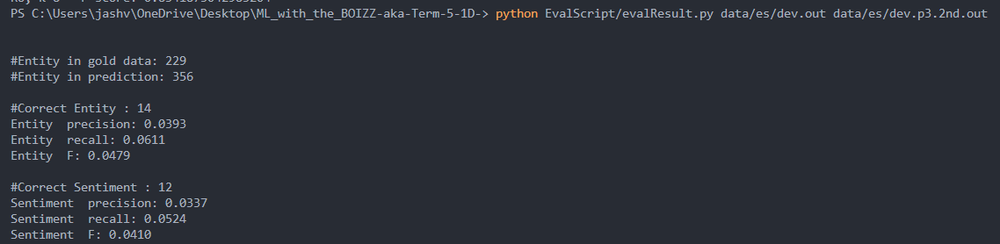 PS C:\Users\jashv\OneDrive\Desktop\ML_with_the_BOIZZ-aka-Term-5-1D-> python EvalScript/evalResult.py data/es/dev.out data/es/dev.p3.2nd.out
#Entity in gold data: 229
#Entity in prediction: 356
#Correct Entity : 14
Entity  precision: 0.0393
Entity  recall: 0.0611
Entity  F: 0.0479
#Correct Sentiment : 12
Sentiment  precision: 0.0337
Sentiment  recall: 0.0524
Sentiment  F: 0.0410